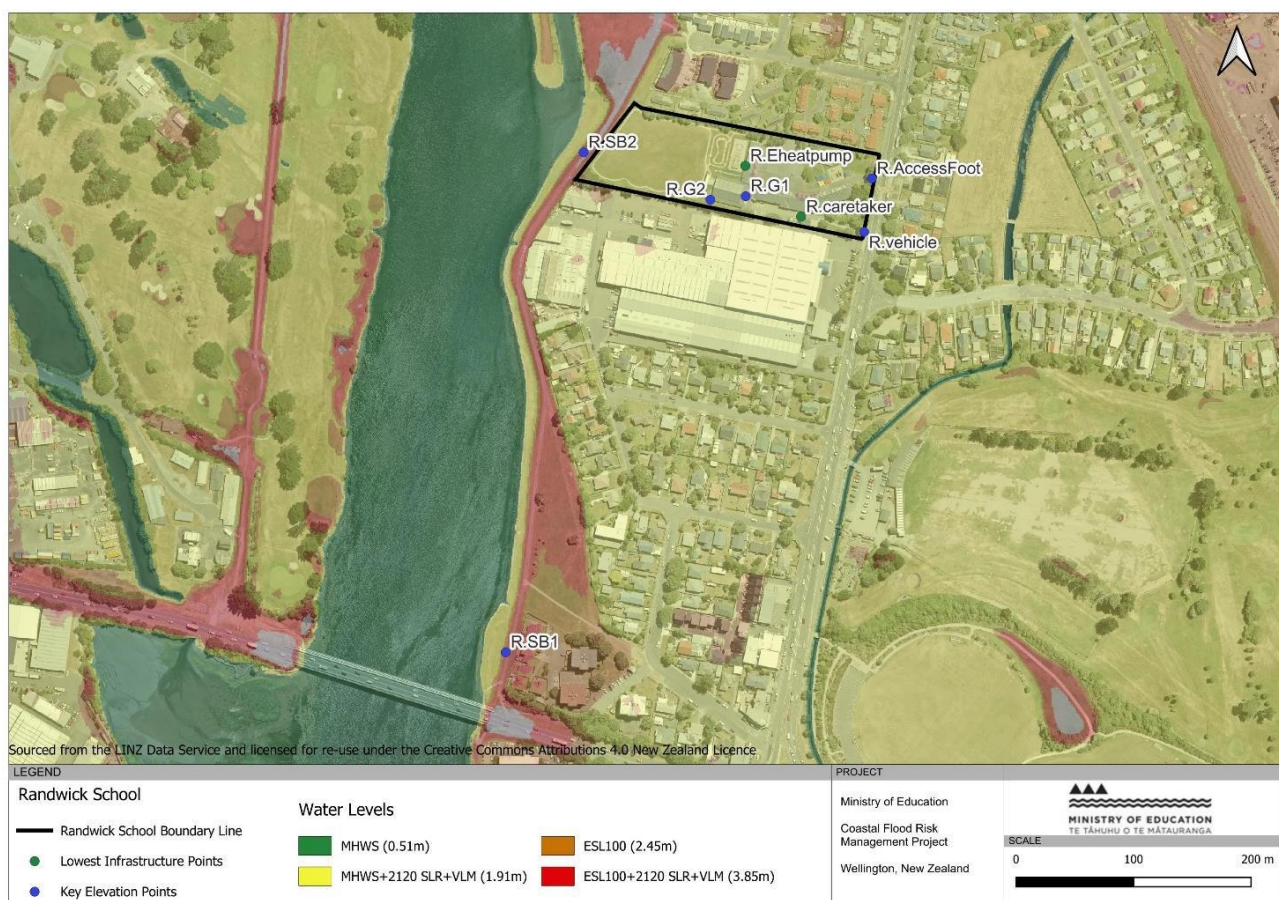 R.SB2
R.Eheatpump
R.AccessFoot
R.G2
R.G1
R.caretaker
R.vehicle
R.SB1
Sourced from the LINZ Data Service and licensed for re-use under the Creative Commons Attributions 4.0 New Zealand Licence
LEGEND
Randwick School
Randwick School Boundary Line
Lowest Infrastructure Points
Key Elevation Points
Water Levels
MHWS (0.51m)
MHWS+2120 SLR+VLM (1.91m)
ESL100 (2.45m)
ESL100+2120 SLR+VLM (3.85m)
PROJECT
Ministry of Education
Coastal Flood Risk
Management Project
Wellington, New Zealand
MINISTRY OF EDUCATION
TE TĀHUHU O TE MĀTAURANGA
SCALE
0 100 200 m